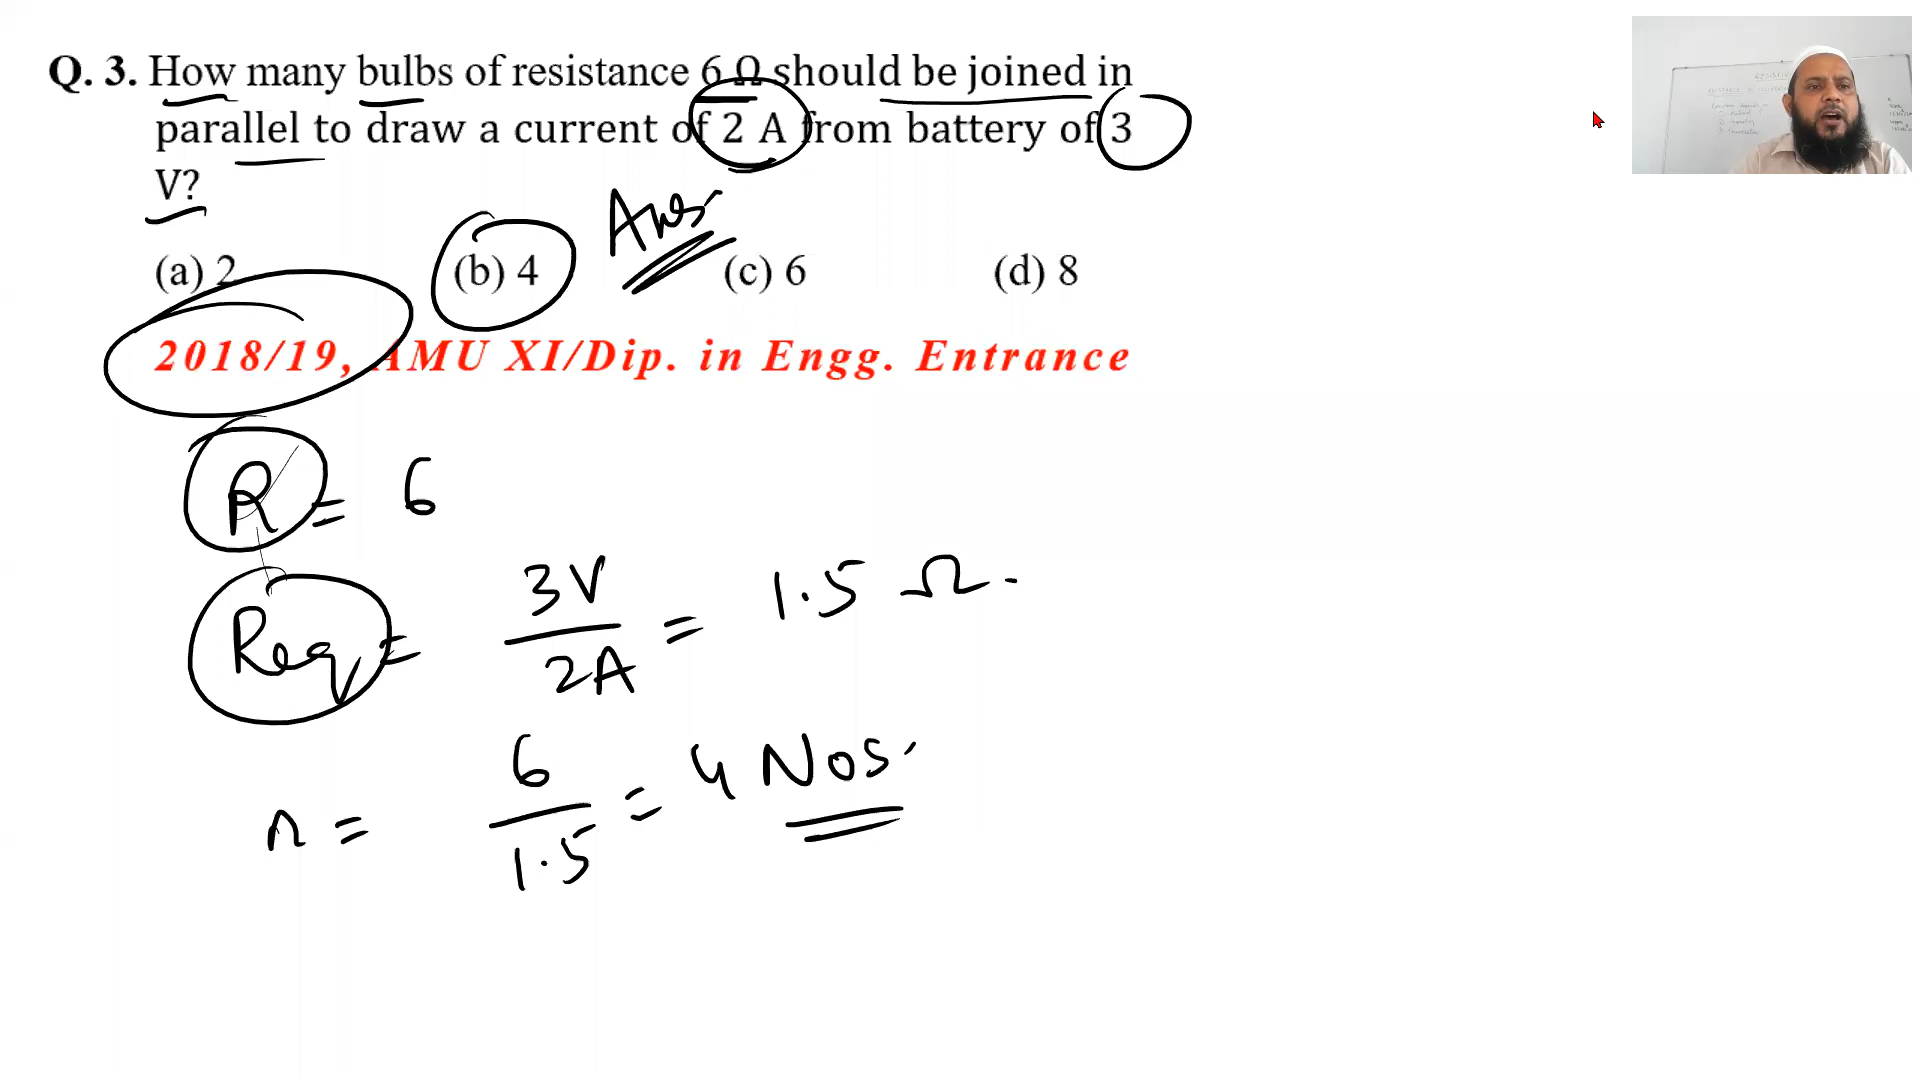 Q. 3. How many bulbs of resistance 6 Ω should be joined in
parallel to draw a current of 2 A from battery of 3
V?
Ans.
(a) 2 (b) 4 (c) 6 (d) 8
2018/19, AMU XI/Dip. in Engg. Entrance
R = 6
Req = 3V / 2A = 1.5 Ω.
n = 6 / 1.5 = 4 Nos.